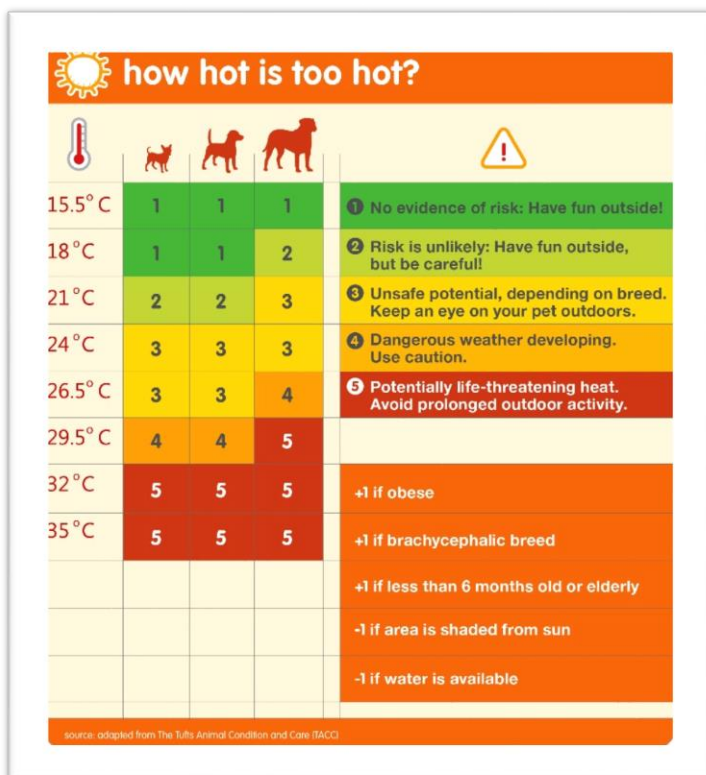 how hot is too hot?
15.5° C 1 1 1 1 No evidence of risk: Have fun outside!
18 °C 1 1 2 2 Risk is unlikely: Have fun outside,
but be careful!
21 °C 2 2 3 3 Unsafe potential, depending on breed.
Keep an eye on your pet outdoors.
24 °C 3 3 3 4 Dangerous weather developing.
Use caution.
26.5° C 3 3 4 5 Potentially life-threatening heat.
Avoid prolonged outdoor activity.
29.5° C 4 4 5
32 °C 5 5 5 +1 if obese
35 °C 5 5 5 +1 if brachycephalic breed
+1 if less than 6 months old or elderly
-1 if area is shaded from sun
-1 if water is available
source: adapted from The Tufts Animal Condition and Care (TACC)